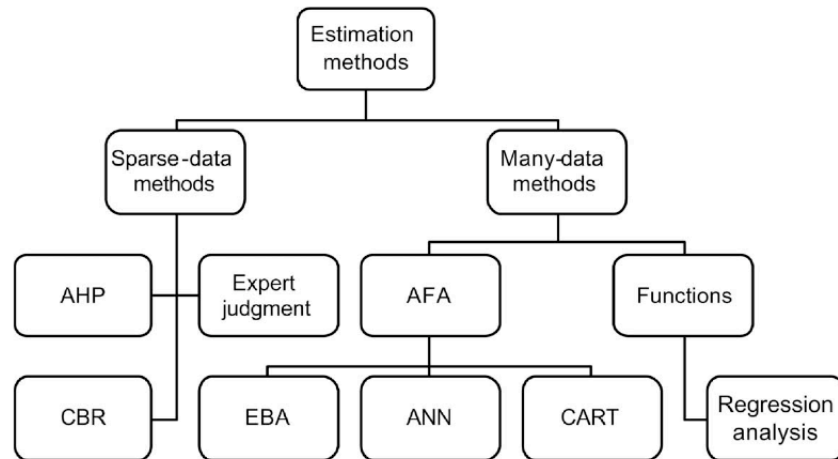 Estimation
methods
Sparse-data
methods
Many-data
methods
AHP
Expert
judgment
AFA
Functions
CBR
EBA
ANN
CART
Regression
analysis